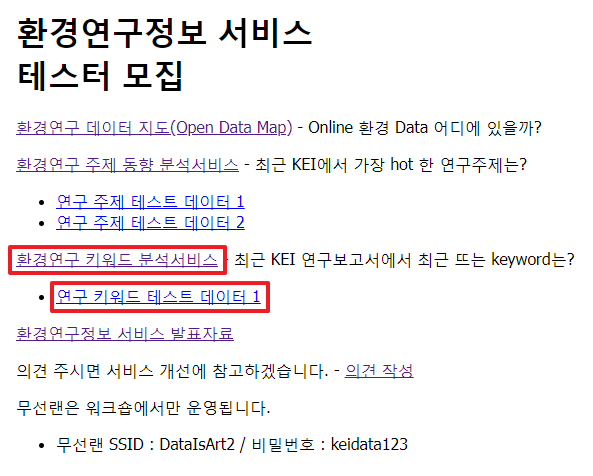 환경연구정보 서비스
테스터 모집
환경연구 데이터 지도(Open Data Map) - Online 환경 Data 어디에 있을까?
환경연구 주제 동향 분석서비스 - 최근 KEI에서 가장 hot 한 연구주제는?
• 연구 주제 테스트 데이터 1
• 연구 주제 테스트 데이터 2
환경연구 키워드 분석서비스 - 최근 KEI 연구보고서에서 최근 뜨는 keyword는?
• 연구 키워드 테스트 데이터 1
환경연구정보 서비스 발표자료
의견 주시면 서비스 개선에 참고하겠습니다. - 의견 작성
무선랜은 워크숍에서만 운영됩니다.
• 무선랜 SSID : DataIsArt2 / 비밀번호 : keidata123